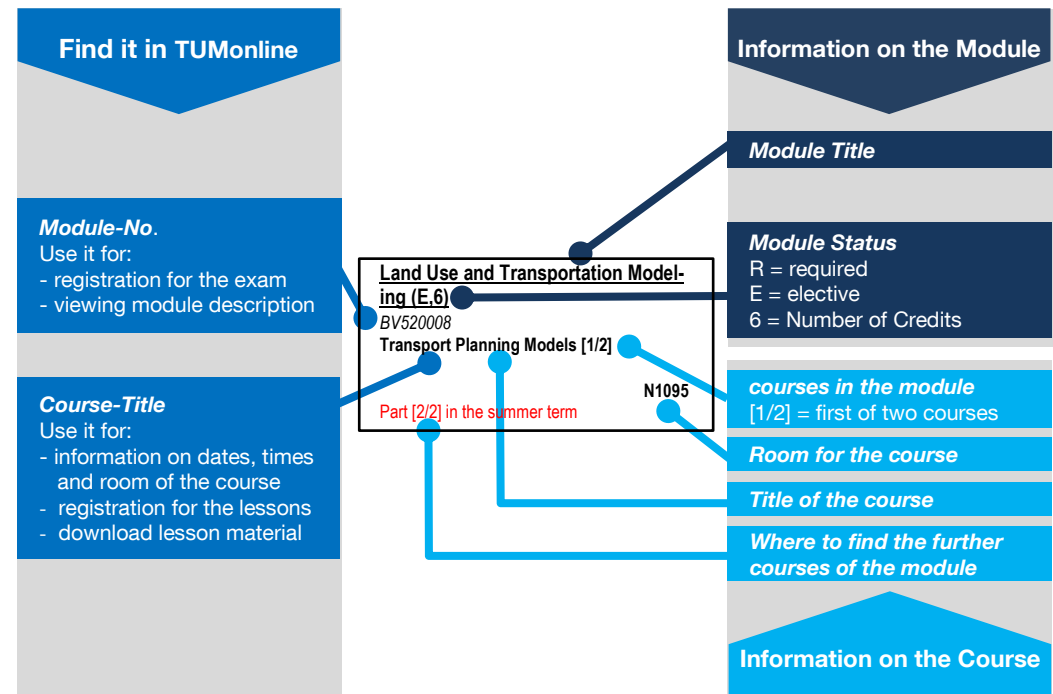 Find it in TUMonline
Module-No.
Use it for:
- registration for the exam
- viewing module description
Course-Title
Use it for:
- information on dates, times
and room of the course
- registration for the lessons
- download lesson material
Land Use and Transportation Model-
ing (E,6)
BV520008
Transport Planning Models [1/2]
N1095
Part [2/2] in the summer term
Information on the Module
Module Title
Module Status
R = required
E = elective
6 = Number of Credits
courses in the module
[1/2] = first of two courses
Room for the course
Title of the course
Where to find the further
courses of the module
Information on the Course